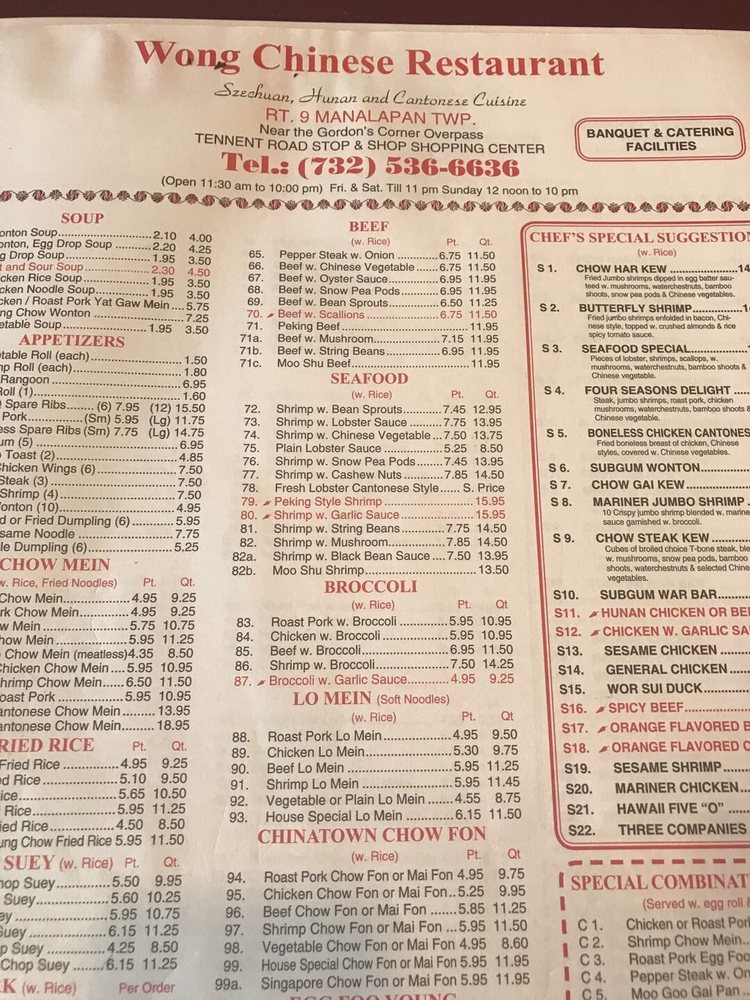 Wong Chinese Restaurant
Szechuan, Hunan and Cantonese Cuisine
RT. 9 MANALAPAN TWP.
Near the Gordon's Corner Overpass
TENNENT ROAD STOP & SHOP SHOPPING CENTER
Tel.: (732) 536-6636
(Open 11:30 am to 10:00 pm) Fri. & Sat. Till 11 pm Sunday 12 noon to 10 pm
BANQUET & CATERING
FACILITIES
SOUP
onton Soup 2.10 4.00
onton, Egg Drop Soup 2.20 4.25
g Drop Soup 1.95 3.50
t and Sour Soup 2.30 4.50
cken Rice Soup 1.95 3.50
cken Noodle Soup 1.95 3.50
cken / Roast Pork Yat Gaw Mein 5.75
ng Chow Wonton 7.25
etable Soup 1.95 3.50
APPETIZERS
table Roll (each) 1.50
mp Roll (each) 1.80
Rangoon 6.95
Roll (1) 1.60
Q Spare Ribs (6) 7.95 (12) 15.50
Pork (Sm) 5.95 (Lg) 11.75
ess Spare Ribs (Sm) 7.75 (Lg) 14.75
um (5) 6.95
Toast (2) 4.85
Chicken Wings (6) 7.50
Steak (3) 7.50
Shrimp (4) 7.50
onton (10) 4.95
d or Fried Dumpling (6) 5.95
esame Noodle 7.75
le Dumpling (6) 5.25
CHOW MEIN
(w. Rice, Fried Noodles) Pt. Qt.
Chow Mein 4.95 9.25
rk Chow Mein 4.95 9.25
w Mein 5.75 10.75
how Mein 5.95 11.25
Chow Mein (meatless) 4.35 8.50
Chicken Chow Mein 5.95 10.95
hrimp Chow Mein 6.50 11.50
oast Pork 5.95 10.95
antonese Chow Mein 13.95
antonese Chow Mein 18.95
RIED RICE Pt. Qt.
Fried Rice 4.95 9.25
ed Rice 5.10 9.50
ice 5.65 10.50
Rice 5.95 11.25
ied Rice 4.50 8.50
ung Chow Fried Rice 5.95 11.50
SUEY (w. Rice) Pt. Qt.
hop Suey 5.50 9.95
Suey 5.60 10.25
ey 5.95 10.75
Suey 6.15 11.25
p Suey 4.25 8.50
Chop Suey 6.15 11.25
K (w. Rice) Per Order
BEEF
(w. Rice) Pt. Qt.
65. Pepper Steak w. Onion 6.75 11.50
66. Beef w. Chinese Vegetable 6.75 11.50
67. Beef w. Oyster Sauce 6.95 11.95
68. Beef w. Snow Pea Pods 6.95 11.95
69. Beef w. Bean Sprouts 6.50 11.25
70. Beef w. Scallions 6.75 11.50
71. Peking Beef 11.95
71a. Beef w. Mushroom 7.15 11.95
71b. Beef w. String Beans 6.95 11.95
71c. Moo Shu Beef 11.95
SEAFOOD
(w. Rice) Pt. Qt.
72. Shrimp w. Bean Sprouts 7.45 12.95
73. Shrimp w. Lobster Sauce 7.75 13.95
74. Shrimp w. Chinese Vegetable 7.50 13.75
75. Plain Lobster Sauce 5.25 8.50
76. Shrimp w. Snow Pea Pods 7.45 13.95
77. Shrimp w. Cashew Nuts 7.85 14.50
78. Fresh Lobster Cantonese Style S. Price
79. Peking Style Shrimp 15.95
80. Shrimp w. Garlic Sauce 15.95
81. Shrimp w. String Beans 7.75 14.50
82. Shrimp w. Mushroom 7.85 14.50
82a. Shrimp w. Black Bean Sauce 7.50 13.95
82b. Moo Shu Shrimp 13.50
BROCCOLI
(w. Rice) Pt. Qt
83. Roast Pork w. Broccoli 5.95 10.95
84. Chicken w. Broccoli 5.95 10.95
85. Beef w. Broccoli 6.95 11.50
86. Shrimp w. Broccoli 7.50 14.25
87. Broccoli w. Garlic Sauce 4.95 9.25
LO MEIN (Soft Noodles)
(w. Rice) Pt. Qt.
88. Roast Pork Lo Mein 4.95 9.50
89. Chicken Lo Mein 5.30 9.75
90. Beef Lo Mein 5.95 11.25
91. Shrimp Lo Mein 5.95 11.45
92. Vegetable or Plain Lo Mein 4.55 8.75
93. House Special Lo Mein 6.15 11.50
CHINATOWN CHOW FON
(w. Rice) Pt. Qt
94. Roast Pork Chow Fon or Mai Fon 4.95 9.75
95. Chicken Chow Fon or Mai Fon 5.25 9.95
96. Beef Chow Fon or Mai Fon 5.85 11.25
97. Shrimp Chow Fon or Mai Fon 5.95 11.50
98. Vegetable Chow Fon or Mai Fon 4.95 8.60
99. House Special Chow Fon or Mai Fon 5.95 11.95
99a. Singapore Chow Fon or Mai Fon 5.95 11.95
EGG FOO YOUNG
CHEF'S SPECIAL SUGGESTION
(w. Rice)
S 1. CHOW HAR KEW 14
Fried Jumbo shrimps dipped in egg batter sau-
teed w. mushrooms, waterchestnuts, bamboo
shoots, snow pea pods & Chinese vegetables.
S 2. BUTTERFLY SHRIMP
Fried jumbo shrimps enfolded in bacon, Chi-
nese style, topped w. crushed almonds & rice
spicy tomato sauce.
S 3. SEAFOOD SPECIAL
Pieces of lobster, shrimps, scallops, w.
mushrooms, waterchestnuts, bamboo shoots &
Chinese vegetable.
S 4. FOUR SEASONS DELIGHT
Steak, jumbo shrimps, roast pork, chicken
mushrooms, waterchestnuts, bamboo shoots &
Chinese vegetable.
S 5. BONELESS CHICKEN CANTONES
Fried boneless breast of chicken, Chinese
styles, covered w. Chinese vegetables.
S 6. SUBGUM WONTON
S 7. CHOW GAI KEW
S 8. MARINER JUMBO SHRIMP
10 Crispy jumbo shrimp blended w. marine
sauce garnished w. broccoli.
S 9. CHOW STEAK KEW
Cubes of broiled choice T-bone steak, ble
w. mushrooms, snow pea pods, bamboo
shoots, waterchestnuts & selected Chinese
vegetables.
S10. SUBGUM WAR BAR
S11. HUNAN CHICKEN OR BE
S12. CHICKEN W. GARLIC SA
S13. SESAME CHICKEN
S14. GENERAL CHICKEN
S15. WOR SUI DUCK
S16. SPICY BEEF
S17. ORANGE FLAVORED B
S18. ORANGE FLAVORED C
S19. SESAME SHRIMP
S20. MARINER CHICKEN
S21. HAWAII FIVE "O"
S22. THREE COMPANIES
SPECIAL COMBINAT
(Served w. egg roll &
C 1. Chicken or Roast Por
C 2. Shrimp Chow Mein
C 3. Roast Pork Egg Foo
C 4. Pepper Steak w. On
C 5. Moo Goo Gai Pan